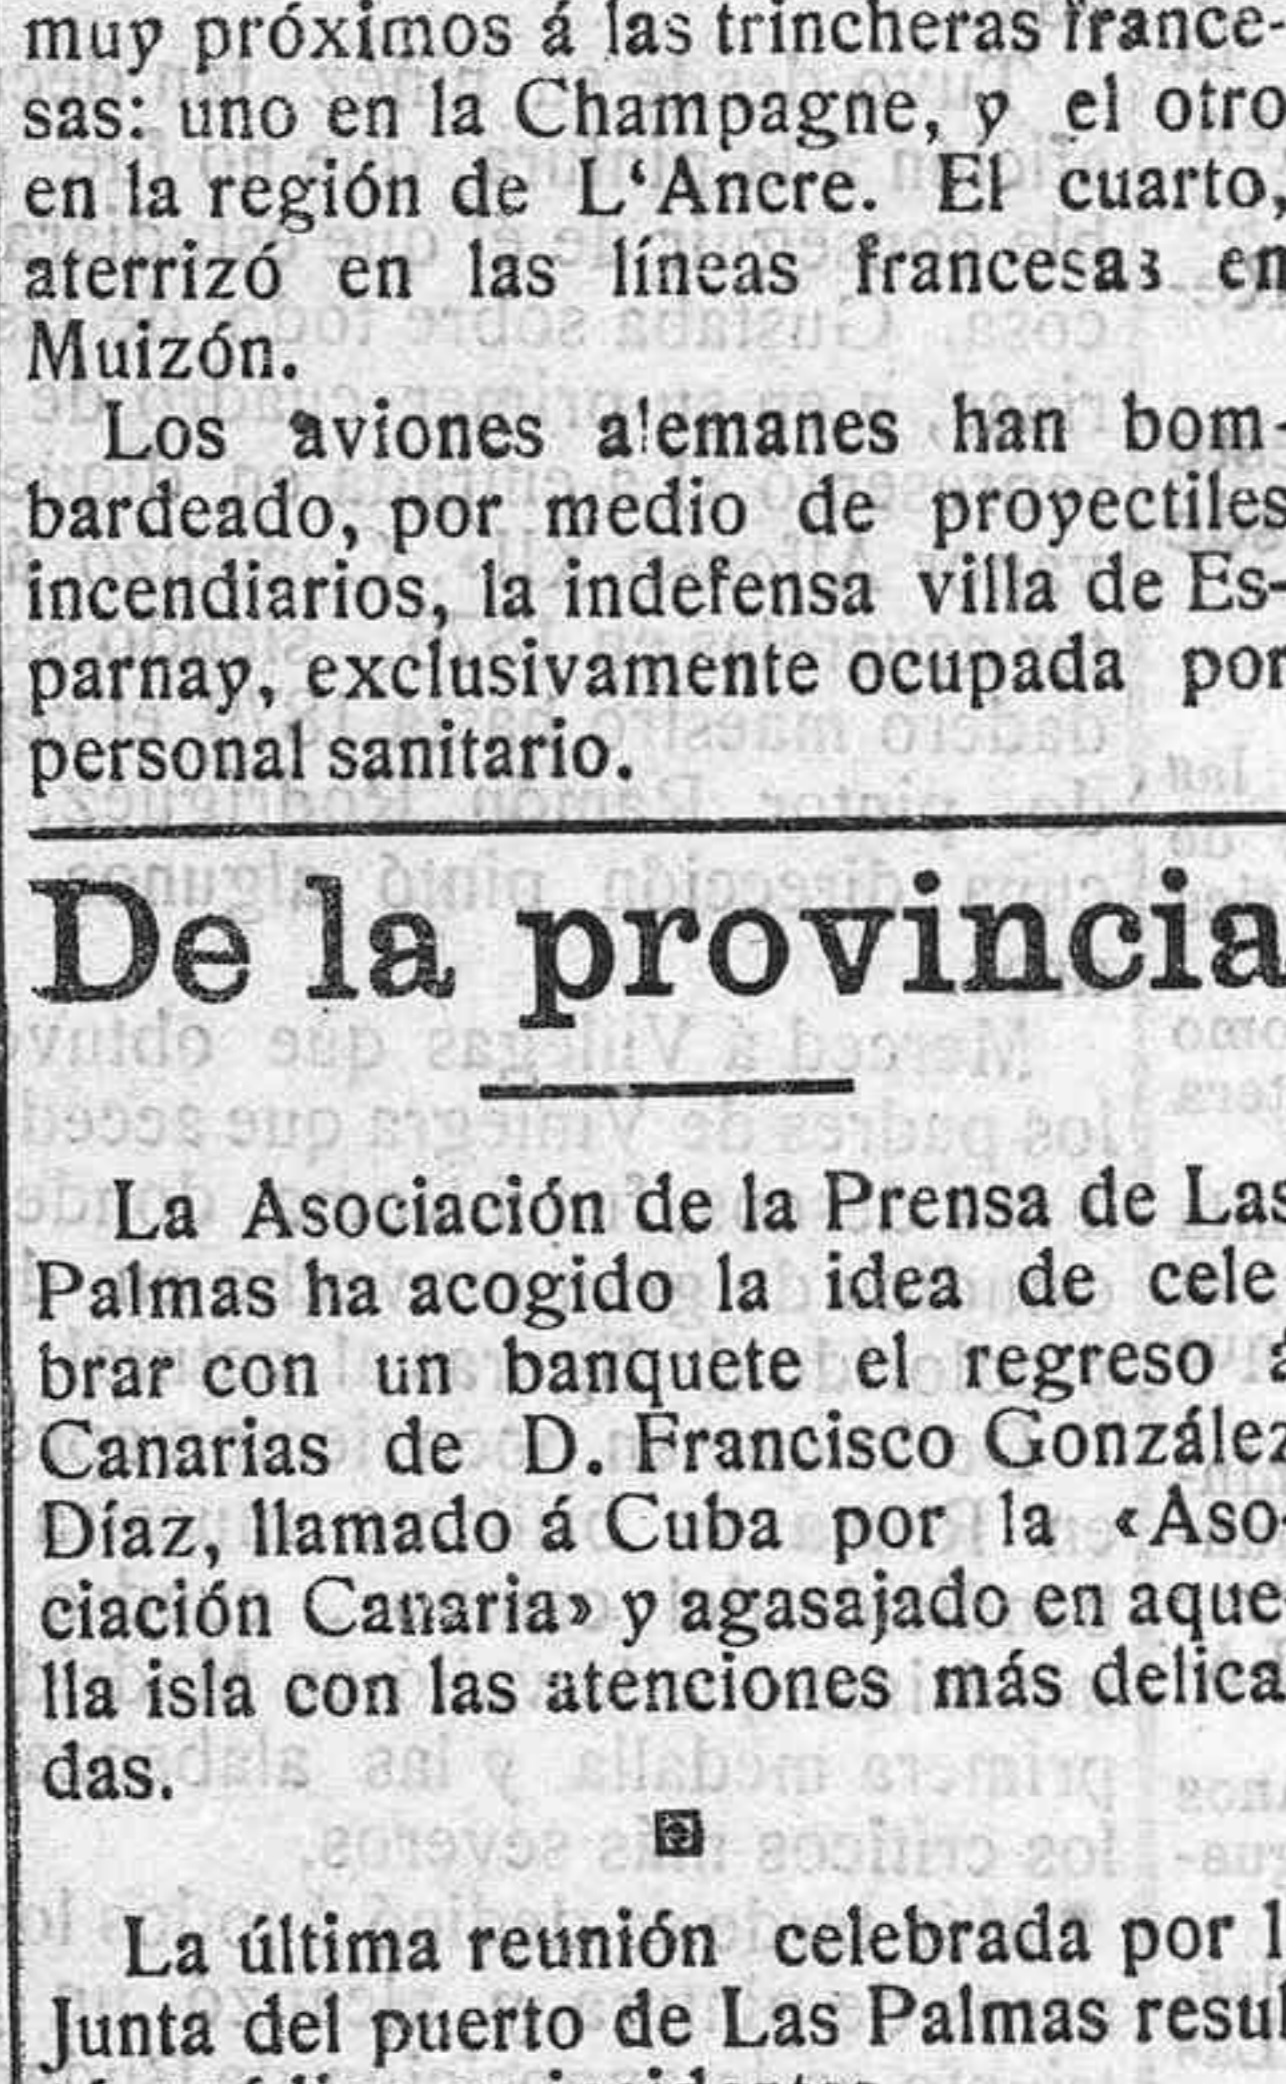 muy próximos á las trincheras france-
sas: uno en la Champagne, y el otro
en la región de L‘Ancre. El cuarto,
aterrizó en las líneas francesas en
Muizón.
Los aviones alemanes han bom-
bardeado, por medio de proyectiles
incendiarios, la indefensa villa de Es-
parnay, exclusivamente ocupada por
personal sanitario.
De la provincia
La Asociación de la Prensa de Las
Palmas ha acogido la idea de cele-
brar con un banquete el regreso a
Canarias de D. Francisco González
Díaz, llamado á Cuba por la «Aso-
ciación Canaria» y agasajado en aque-
lla isla con las atenciones más delica-
das.
La última reunión celebrada por l
Junta del puerto de Las Palmas resul